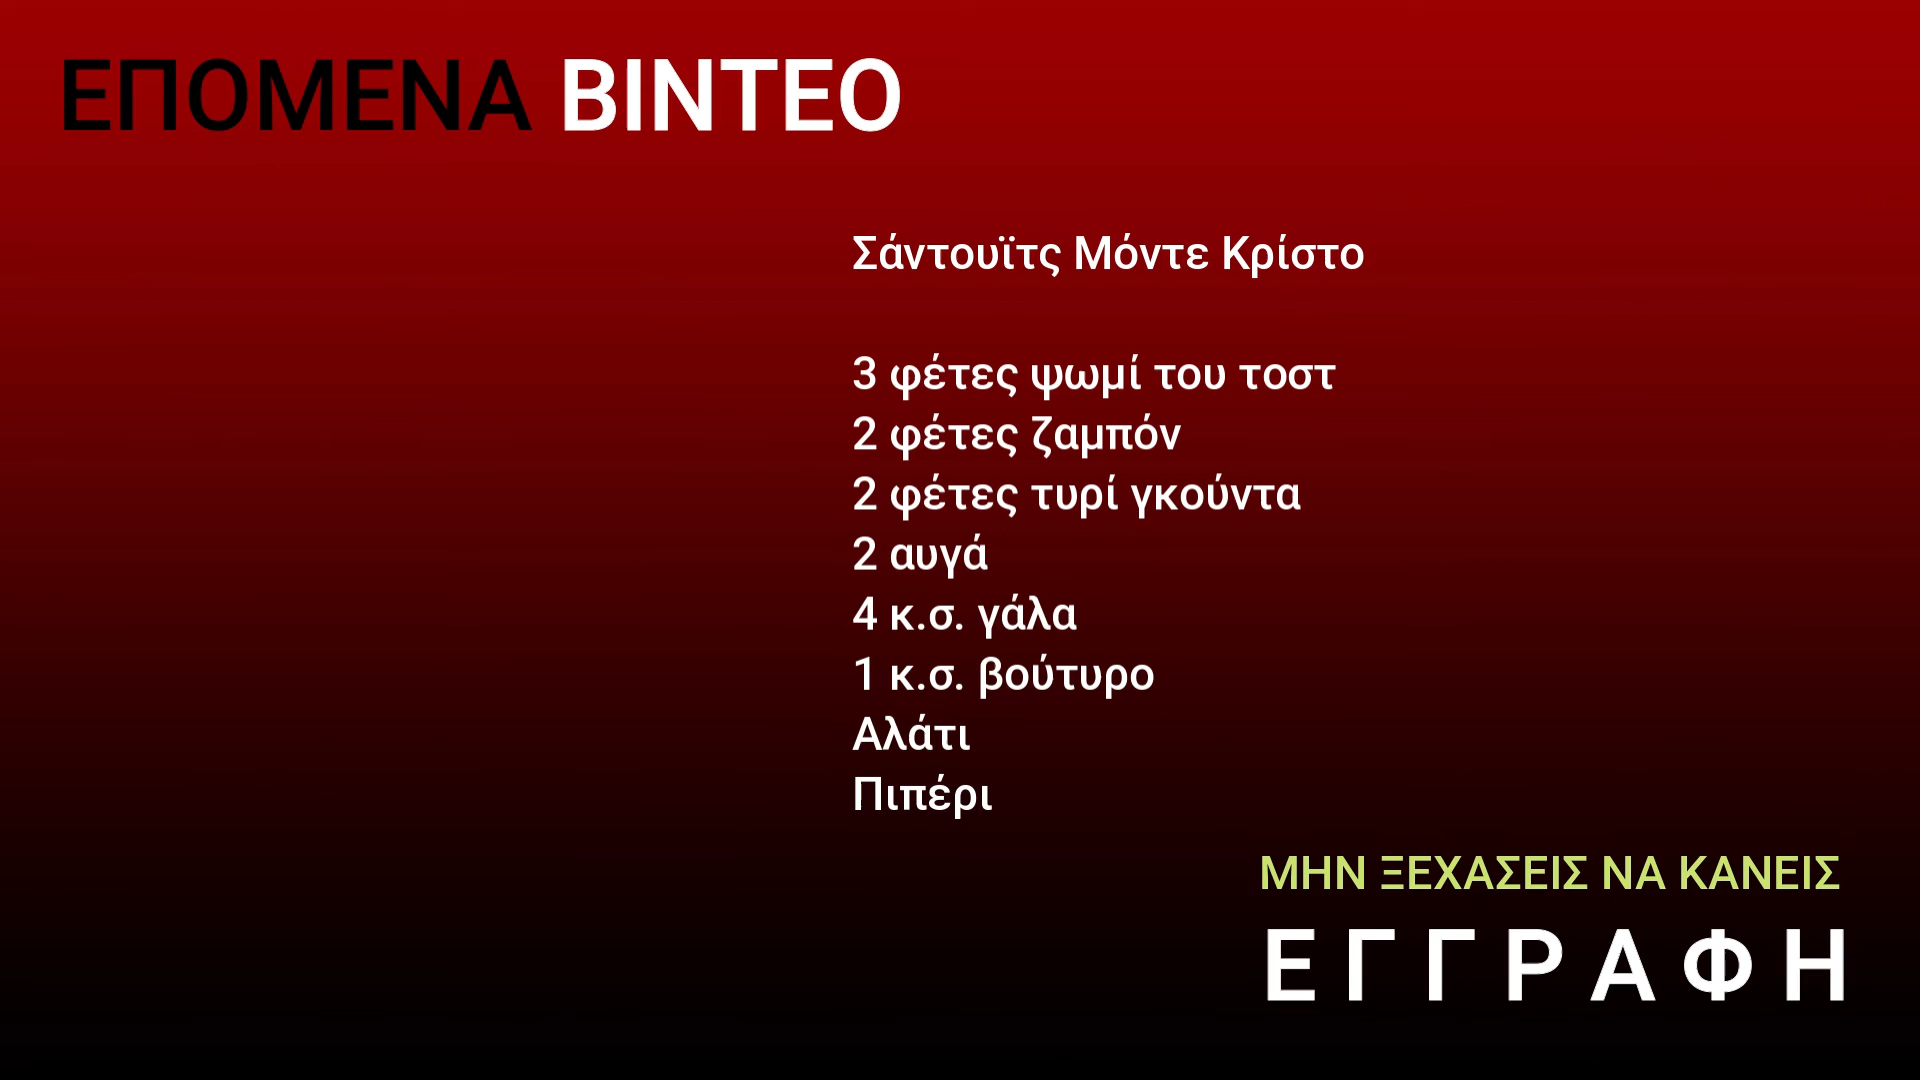 ΕΠΟΜΕΝΑ ΒΙΝΤΕΟ
Σάντουϊτς Μόντε Κρίστο
3 φέτες ψωμί του τοστ
2 φέτες ζαμπόν
2 φέτες τυρί γκούντα
2 αυγά
4 κ.σ. γάλα
1 κ.σ. βούτυρο
Αλάτι
Πιπέρι
ΜΗΝ ΞΕΧΑΣΕΙΣ ΝΑ ΚΑΝΕΙΣ
ΕΓΓΡΑΦΗ